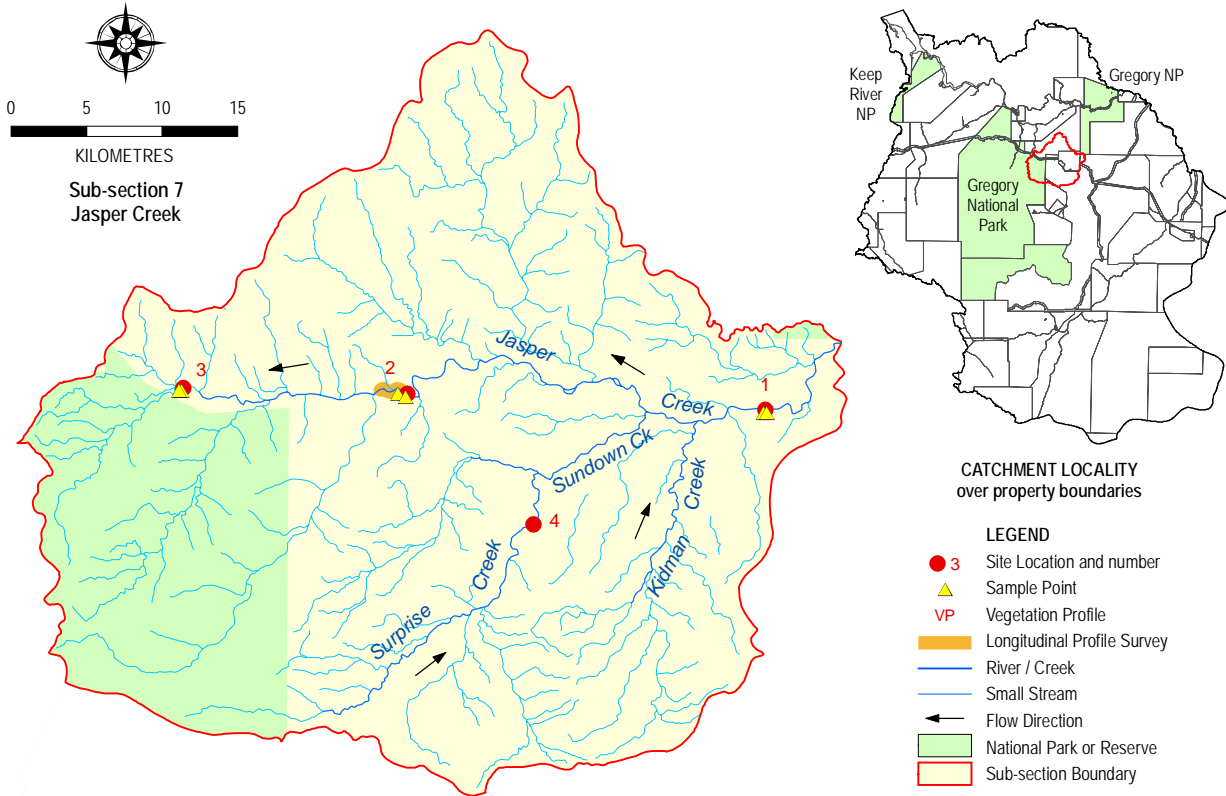 0 5 10 15
KILOMETRES
Sub-section 7
Jasper Creek
3
2
1
4
Jasper
Creek
Sundown Ck
Creek
Kidman
Creek
Surprise
Keep
River
NP
Gregory NP
Gregory
National
Park
CATCHMENT LOCALITY
over property boundaries
LEGEND
3 Site Location and number
Sample Point
VP Vegetation Profile
Longitudinal Profile Survey
River / Creek
Small Stream
Flow Direction
National Park or Reserve
Sub-section Boundary